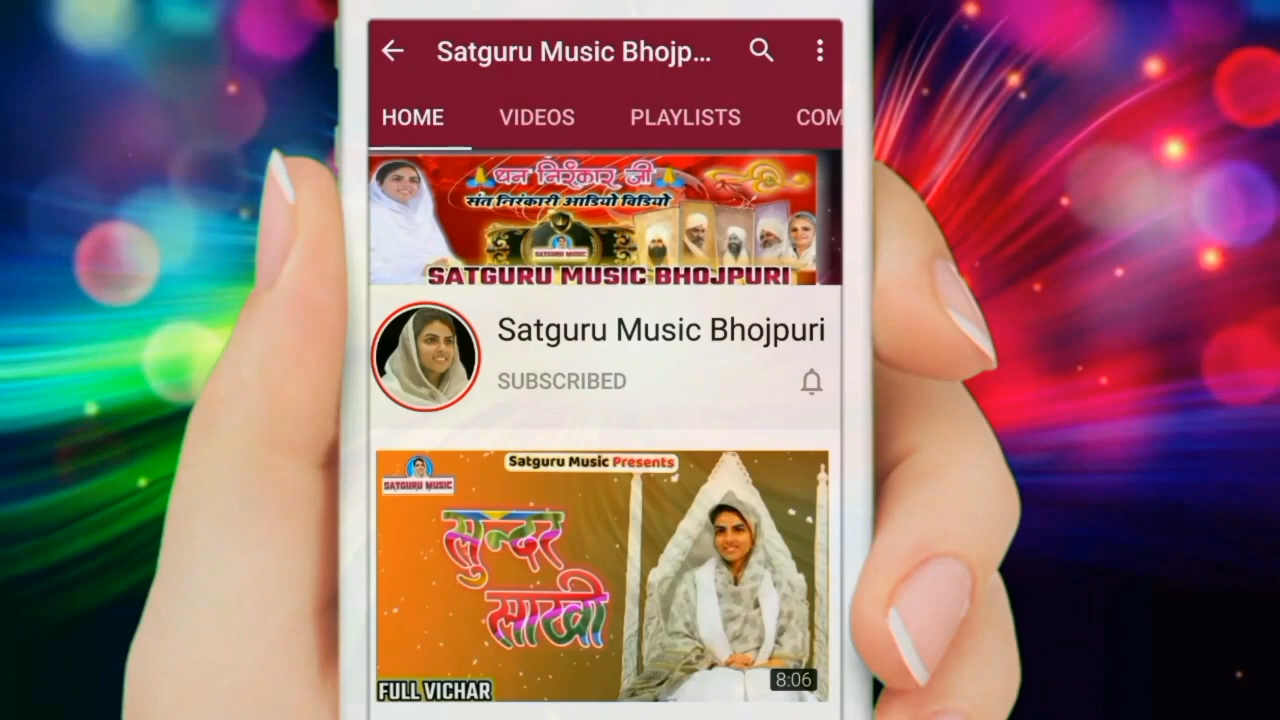 Satguru Music Bhojp...
HOME VIDEOS PLAYLISTS COM
धन निरंकार जी
संत निरंकारी आडियो विडियो
SATGURU MUSIC
SATGURU MUSIC BHOJPURI
Satguru Music Bhojpuri
SUBSCRIBED
Satguru Music Presents
SATGURU MUSIC
सुन्दर
साखी
FULL VICHAR
8:06